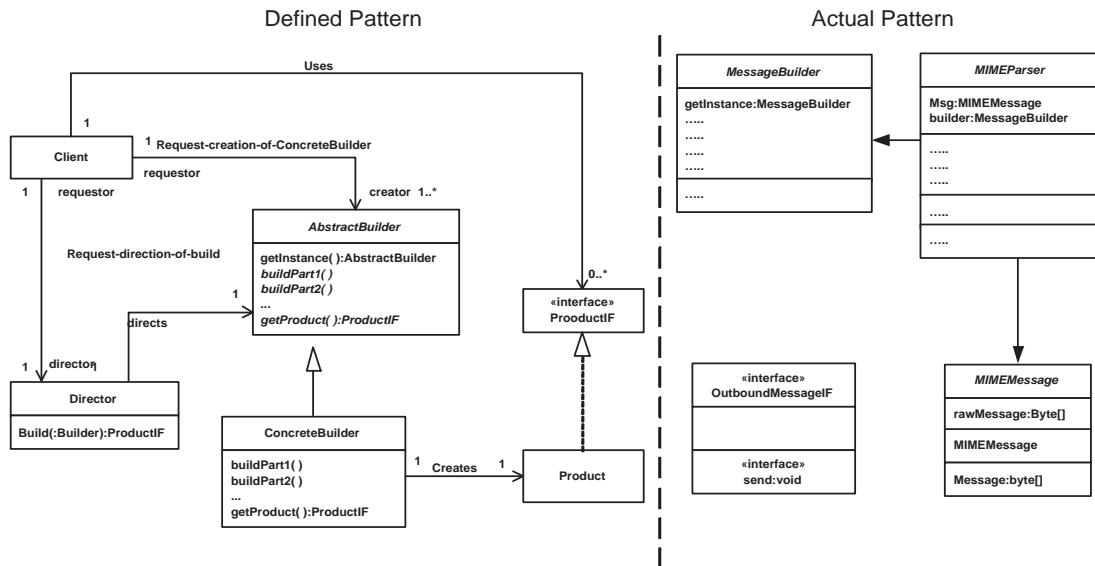 Defined Pattern
Actual Pattern
Uses
1
Client
1
Request-creation-of-ConcreteBuilder
requestor
1
requestor
creator 1..*
AbstractBuilder
getInstance( ):AbstractBuilder
buildPart1( )
buildPart2( )
...
getProduct( ):ProductIF
Request-direction-of-build
1
directs
0..*
«interface»
ProoductIF
1
director
1
Director
Build(:Builder):ProductIF
ConcreteBuilder
buildPart1( )
buildPart2( )
...
getProduct( ):ProductIF
1
Creates
1
Product
MessageBuilder
getInstance:MessageBuilder
.....
.....
.....
.....
.....
MIMEParser
Msg:MIMEMessage
builder:MessageBuilder
.....
.....
.....
.....
.....
«interface»
OutboundMessageIF
«interface»
send:void
MIMEMessage
rawMessage:Byte[]
MIMEMessage
Message:byte[]